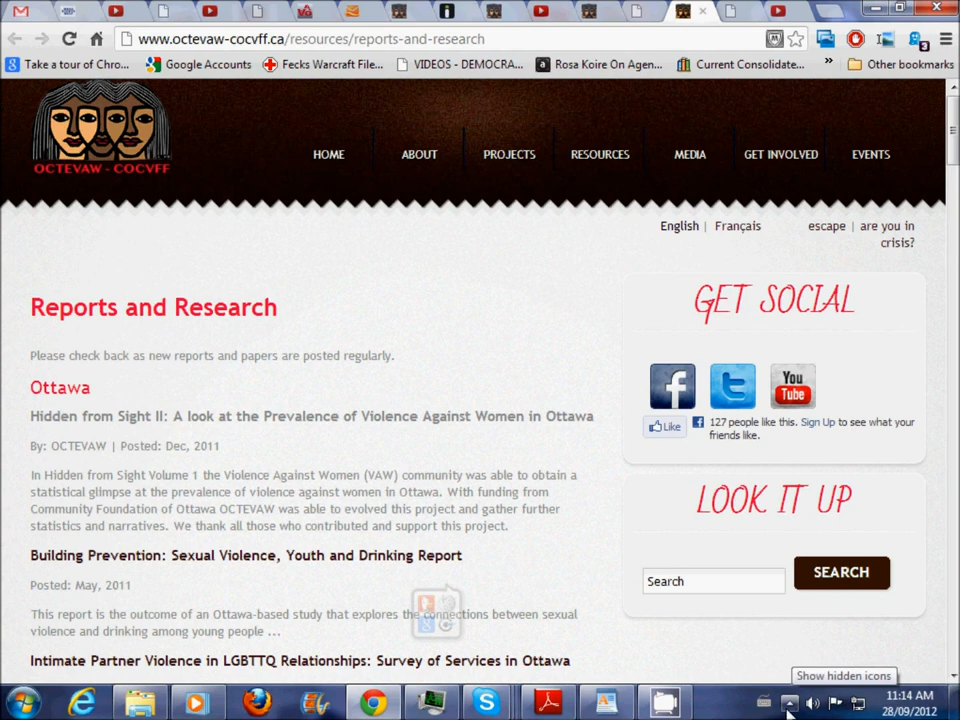 www.octevaw-cocvff.ca/resources/reports-and-research
Take a tour of Chro...
Google Accounts
Fecks Warcraft File...
VIDEOS - DEMOCRA...
Rosa Koire On Agen...
Current Consolidate...
»
Other bookmarks
3
OCTEVAW - COCVFF
HOME
ABOUT
PROJECTS
RESOURCES
MEDIA
GET INVOLVED
EVENTS
English | Français
escape | are you in
crisis?
Reports and Research
Please check back as new reports and papers are posted regularly.
Ottawa
Hidden from Sight II: A look at the Prevalence of Violence Against Women in Ottawa
By: OCTEVAW | Posted: Dec, 2011
In Hidden from Sight Volume 1 the Violence Against Women (VAW) community was able to obtain a
statistical glimpse at the prevalence of violence against women in Ottawa. With funding from
Community Foundation of Ottawa OCTEVAW was able to evolved this project and gather further
statistics and narratives. We thank all those who contributed and support this project.
Building Prevention: Sexual Violence, Youth and Drinking Report
Posted: May, 2011
This report is the outcome of an Ottawa-based study that explores the connections between sexual
violence and drinking among young people ...
Intimate Partner Violence in LGBTTQ Relationships: Survey of Services in Ottawa
GET SOCIAL
You
Tube
Like
127 people like this. Sign Up to see what your
friends like.
LOOK IT UP
Search
SEARCH
Show hidden icons
11:14 AM
28/09/2012